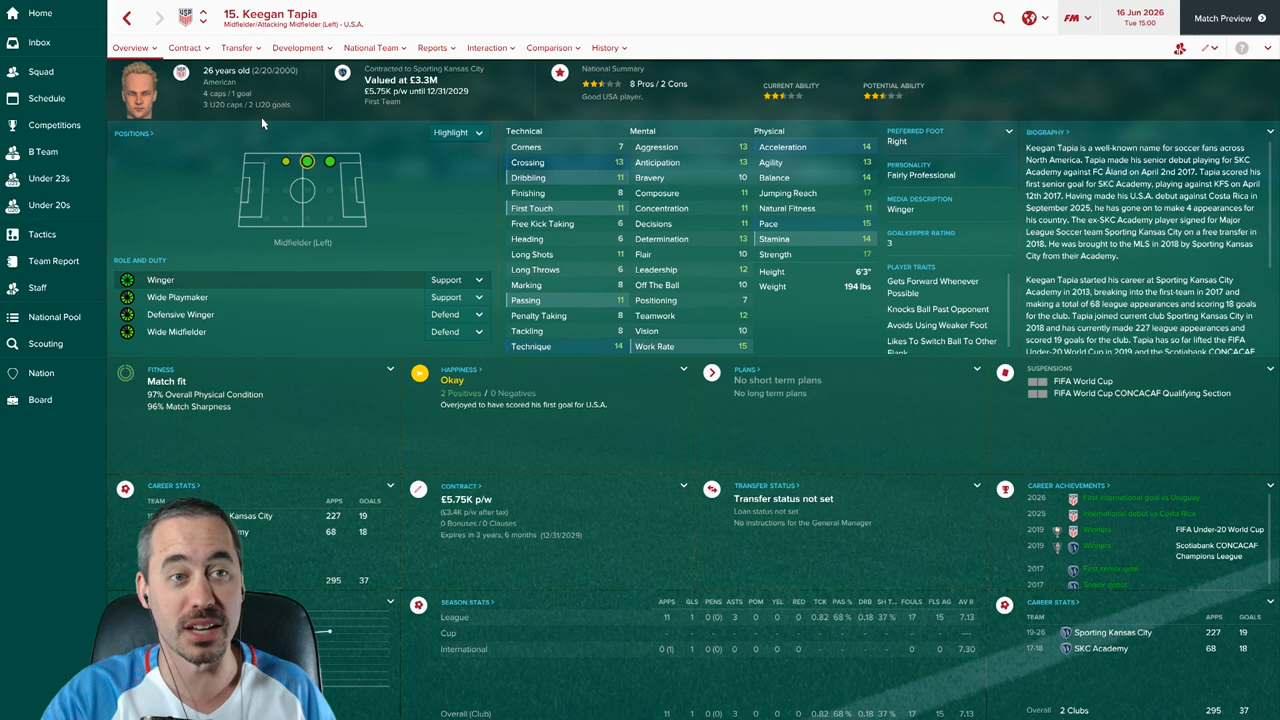 Home
Inbox
Squad
Schedule
Competitions
B Team
Under 23s
Under 20s
Tactics
Team Report
Staff
National Pool
Scouting
Nation
Board
15. Keegan Tapia
Midfielder/Attacking Midfielder (Left) - U.S.A.
FM
16 Jun 2026
Tue 15:00
Match Preview
Overview
Contract
Transfer
Development
National Team
Reports
Interaction
Comparison
History
26 years old (2/20/2000)
American
4 caps / 1 goal
3 U20 caps / 2 U20 goals
Contracted to Sporting Kansas City
Valued at £3.3M
£5.75K p/w until 12/31/2029
First Team
National Summary
8 Pros / 2 Cons
Good USA player.
CURRENT ABILITY
POTENTIAL ABILITY
POSITIONS >
Highlight
Midfielder (Left)
ROLE AND DUTY
Winger Support
Wide Playmaker Support
Defensive Winger Defend
Wide Midfielder Defend
Technical
Corners 7
Crossing 13
Dribbling 11
Finishing 8
First Touch 11
Free Kick Taking 6
Heading 6
Long Shots 11
Long Throws 6
Marking 8
Passing 11
Penalty Taking 8
Tackling 8
Technique 14
Mental
Aggression 13
Anticipation 13
Bravery 10
Composure 11
Concentration 11
Decisions 11
Determination 13
Flair 10
Leadership 12
Off The Ball 10
Positioning 7
Teamwork 12
Vision 10
Work Rate 15
Physical
Acceleration 14
Agility 13
Balance 14
Jumping Reach 17
Natural Fitness 11
Pace 15
Stamina 14
Strength 17
Height 6'3"
Weight 194 lbs
PREFERRED FOOT
Right
PERSONALITY
Fairly Professional
MEDIA DESCRIPTION
Winger
GOALKEEPER RATING
3
PLAYER TRAITS
Gets Forward Whenever
Possible
Knocks Ball Past Opponent
Avoids Using Weaker Foot
Likes To Switch Ball To Other
Flank
BIOGRAPHY >
Keegan Tapia is a well-known name for soccer fans across
North America. Tapia made his senior debut playing for SKC
Academy against FC Åland on April 2nd 2017. Tapia scored his
first senior goal for SKC Academy, playing against KFS on April
12th 2017. Having made his U.S.A. debut against Costa Rica in
September 2025, he has gone on to make 4 appearances for
his country. The ex-SKC Academy player signed for Major
League Soccer team Sporting Kansas City on a free transfer in
2018. He was brought to the MLS in 2018 by Sporting Kansas
City from their Academy.
Keegan Tapia started his career at Sporting Kansas City
Academy in 2013, breaking into the first-team in 2017 and
making a total of 68 league appearances and scoring 18 goals
for the club. Tapia joined current club Sporting Kansas City in
2018 and has currently made 227 league appearances and
scored 19 goals for the club. Tapia has so far lifted the FIFA
Under-20 World Cup in 2019 and the Scotiabank CONCACAF
FITNESS
Match fit
97% Overall Physical Condition
96% Match Sharpness
HAPPINESS >
Okay
2 Positives / 0 Negatives
Overjoyed to have scored his first goal for U.S.A.
PLANS >
No short term plans
No long term plans
SUSPENSIONS
FIFA World Cup
FIFA World Cup CONCACAF Qualifying Section
CAREER STATS >
TEAM APPS GOALS
Kansas City 227 19
68 18
295 37
CONTRACT >
£5.75K p/w
(£3.4K p/w after tax)
0 Bonuses / 0 Clauses
Expires in 3 years, 6 months (12/31/2029)
TRANSFER STATUS >
Transfer status not set
Loan status not set
No instructions for the General Manager
CAREER ACHIEVEMENTS >
2026 First International goal vs Uruguay
2025 International debut vs Costa Rica
2019 Winners FIFA Under-20 World Cup
2019 Winners Scotiabank CONCACAF
Champions League
2017 First senior goal
2017 Senior debut
SEASON STATS > APPS GLS PENS ASTS POM YEL RED TCK PAS % DRB SH T... FOULS FLS AG AV R
League 11 1 0 (0) 3 0 0 0 0.82 68 % 0.18 37 % 17 15 7.13
Cup - - - - - - - - - - - - - ---
International 0 (1) - - - - - - - - - - 0 0 7.30
Overall (Club) 11 1 0 (0) 3 0 0 0 0.82 68 % 0.18 37 % 17 15 7.13
CAREER STATS >
TEAM APPS GOALS
19-26 Sporting Kansas City 227 19
17-18 SKC Academy 68 18
Overall 2 Clubs 295 37